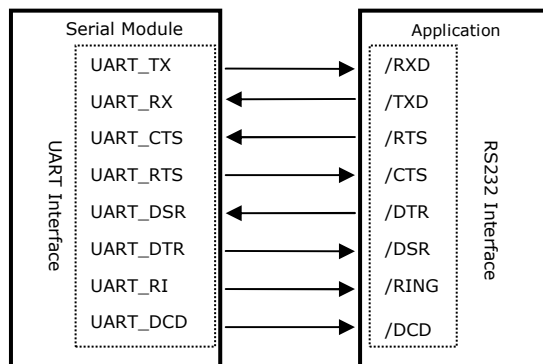 Serial Module
Application
UART Interface
UART_TX
/RXD
UART_RX
/TXD
UART_CTS
/RTS
UART_RTS
/CTS
UART_DSR
/DTR
UART_DTR
/DSR
UART_RI
/RING
UART_DCD
/DCD
RS232 Interface